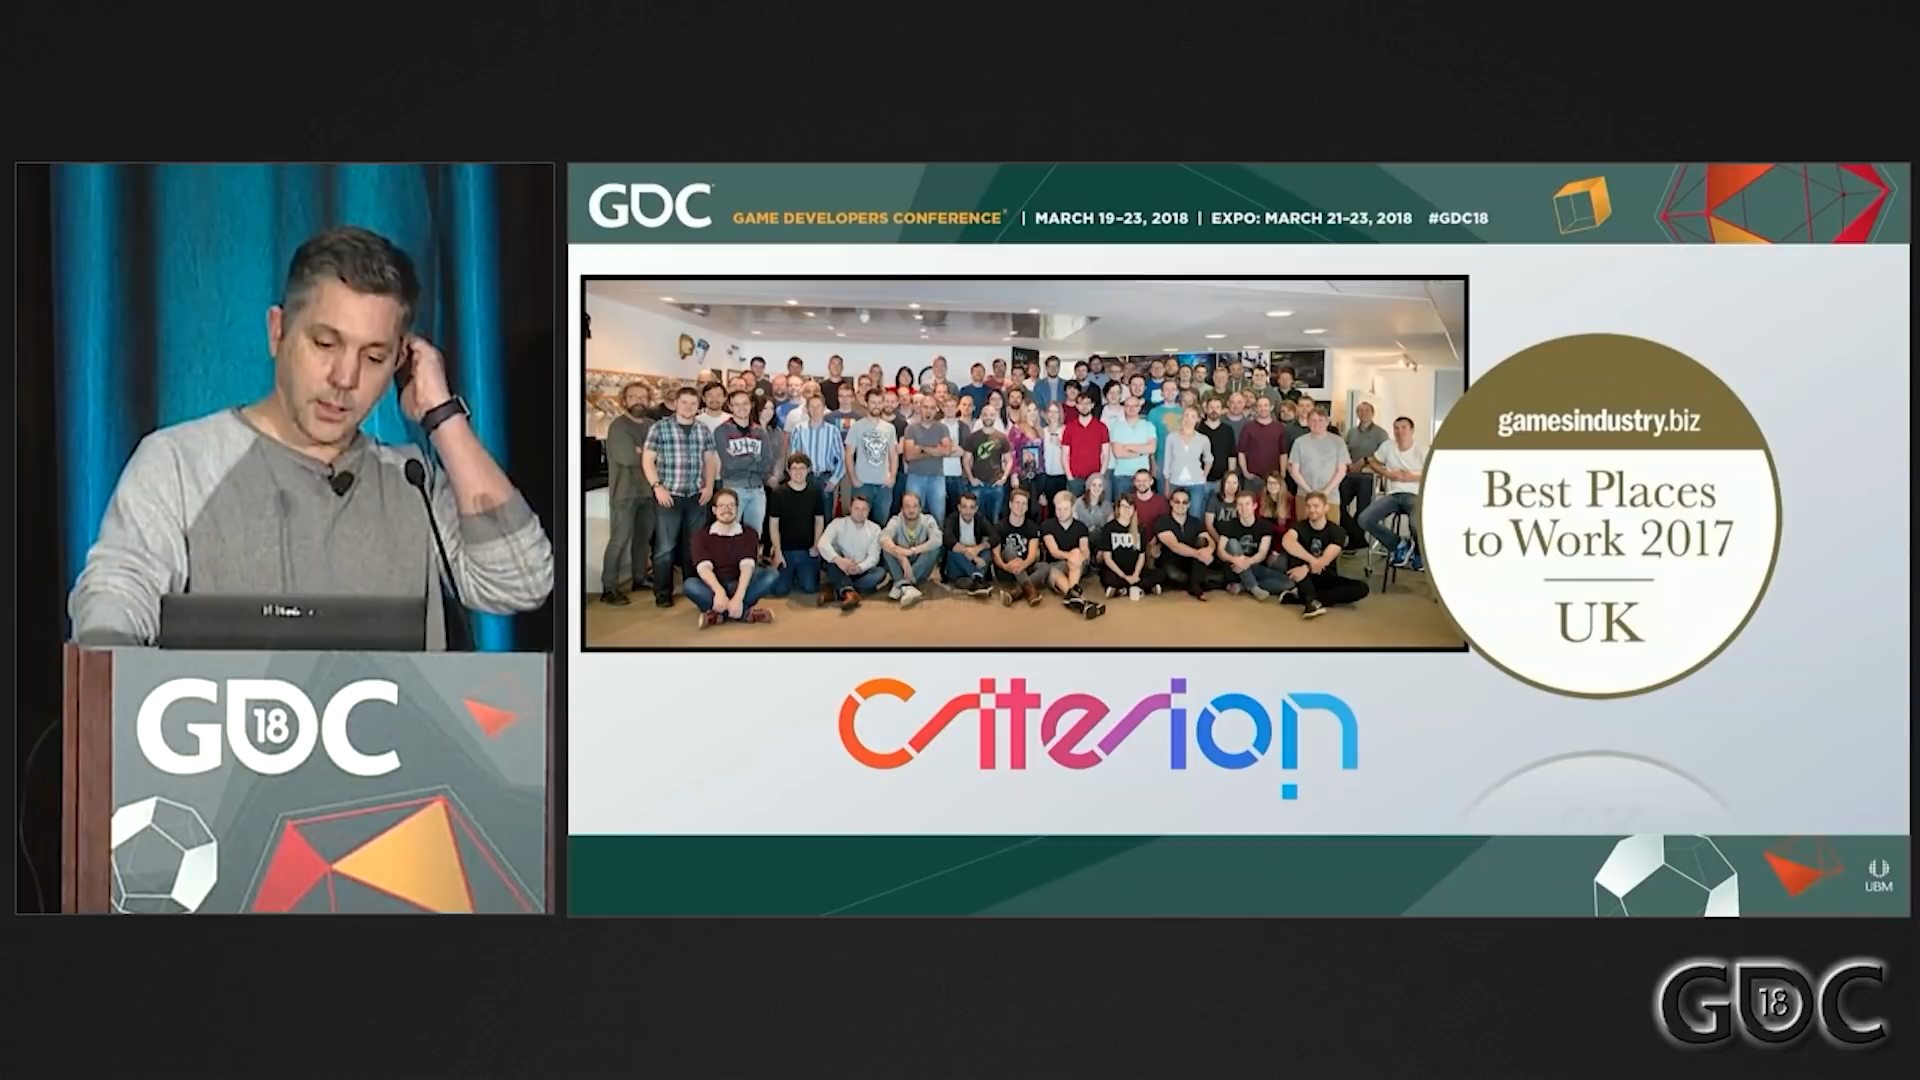 GDC
GAME DEVELOPERS CONFERENCE® | MARCH 19–23, 2018 | EXPO: MARCH 21–23, 2018 #GDC18
gamesindustry.biz
Best Places
to Work 2017
UK
criterion
GDC
18
UBM
GDC
18